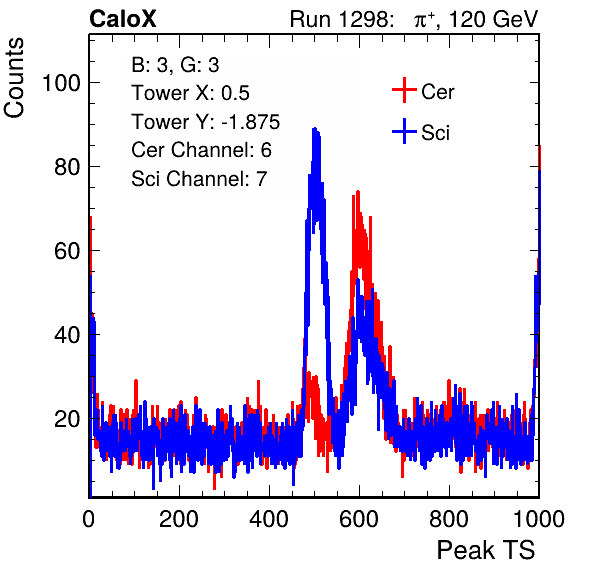 CaloX Run 1298: π⁺, 120 GeV
Counts
B: 3, G: 3
Tower X: 0.5
Tower Y: -1.875
Cer Channel: 6
Sci Channel: 7
Cer
Sci
100
80
60
40
20
0 200 400 600 800 1000
Peak TS